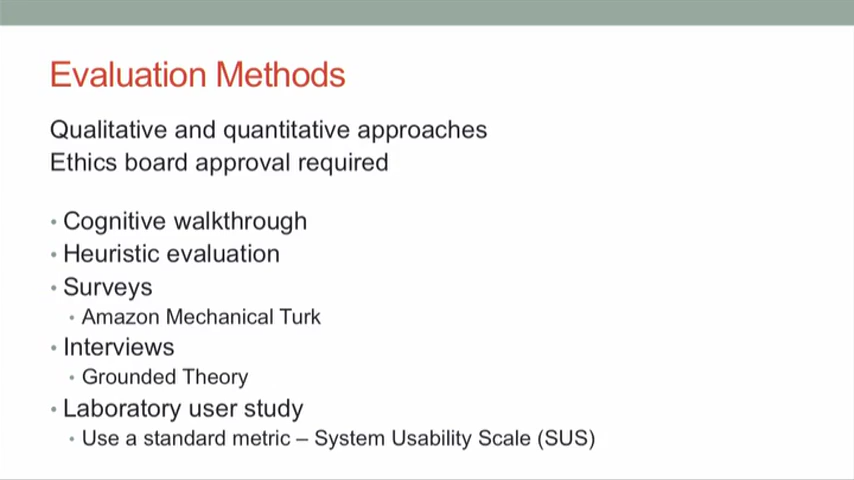 Evaluation Methods
Qualitative and quantitative approaches
Ethics board approval required
• Cognitive walkthrough
• Heuristic evaluation
• Surveys
• Amazon Mechanical Turk
• Interviews
• Grounded Theory
• Laboratory user study
• Use a standard metric – System Usability Scale (SUS)